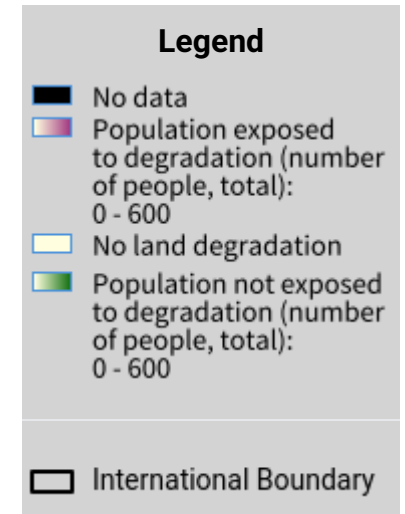 Legend
No data
Population exposed
to degradation (number
of people, total):
0 - 600
No land degradation
Population not exposed
to degradation (number
of people, total):
0 - 600
International Boundary